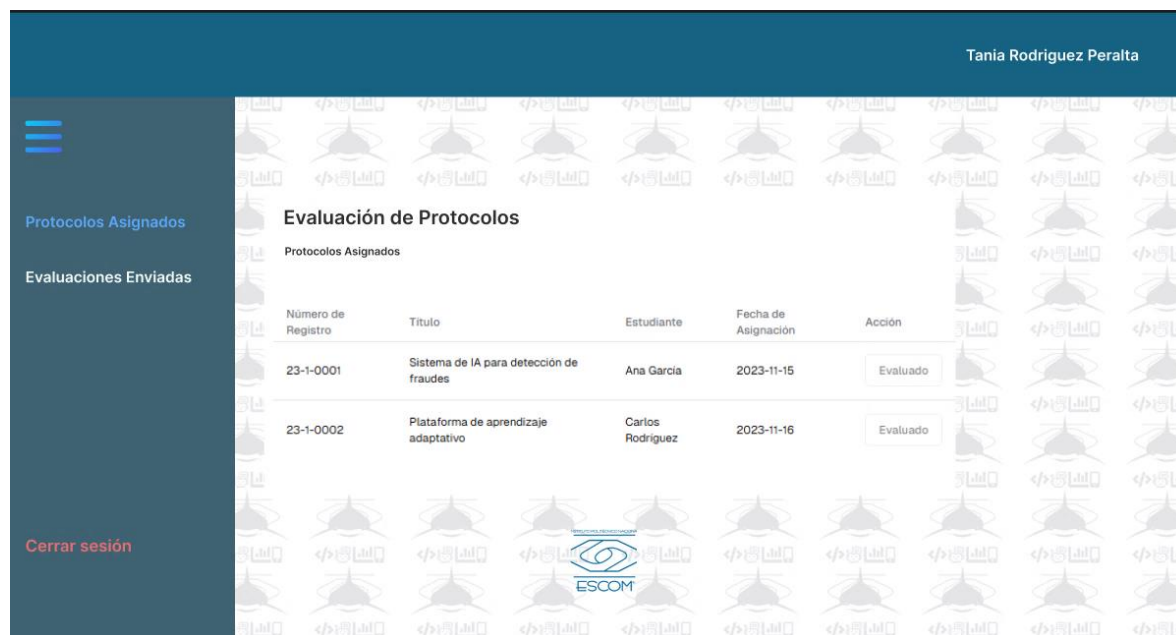 Tania Rodriguez Peralta
Protocolos Asignados
Evaluaciones Enviadas
Cerrar sesión
Evaluación de Protocolos
Protocolos Asignados
Número de
Registro
Título
Estudiante
Fecha de
Asignación
Acción
23-1-0001
Sistema de IA para detección de
fraudes
Ana García
2023-11-15
Evaluado
23-1-0002
Plataforma de aprendizaje
adaptativo
Carlos
Rodríguez
2023-11-16
Evaluado
ESCOM